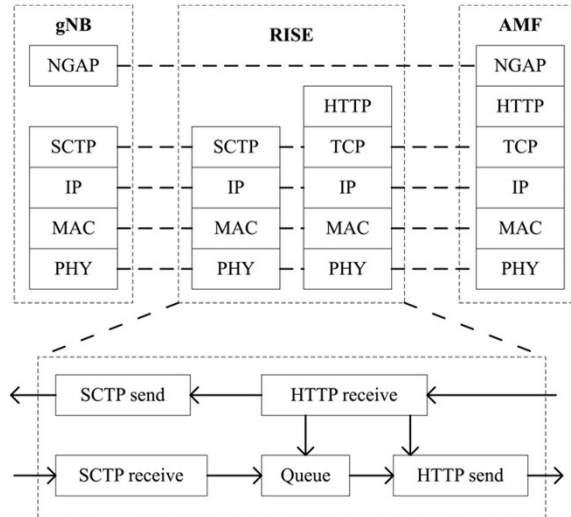 gNB
RISE
AMF
NGAP
NGAP
HTTP
HTTP
SCTP
SCTP
TCP
TCP
IP
IP
IP
IP
MAC
MAC
MAC
MAC
PHY
PHY
PHY
PHY
SCTP send
HTTP receive
SCTP receive
Queue
HTTP send